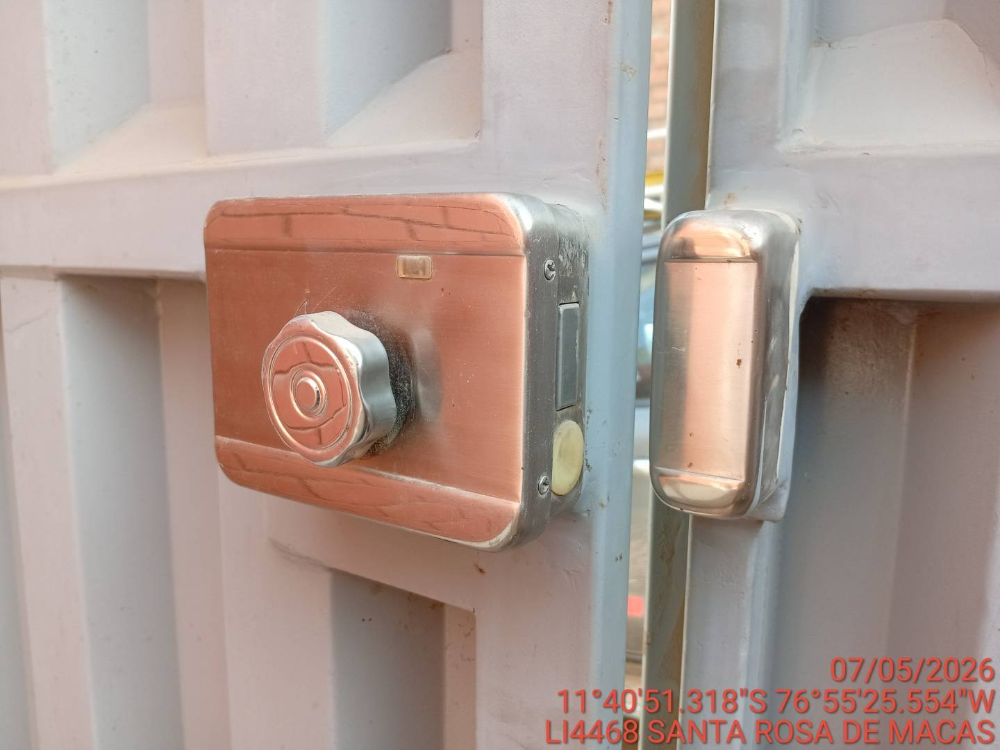 07/05/2026
11°40'51.318"S 76°55'25.554"W
LI4468 SANTA ROSA DE MACAS